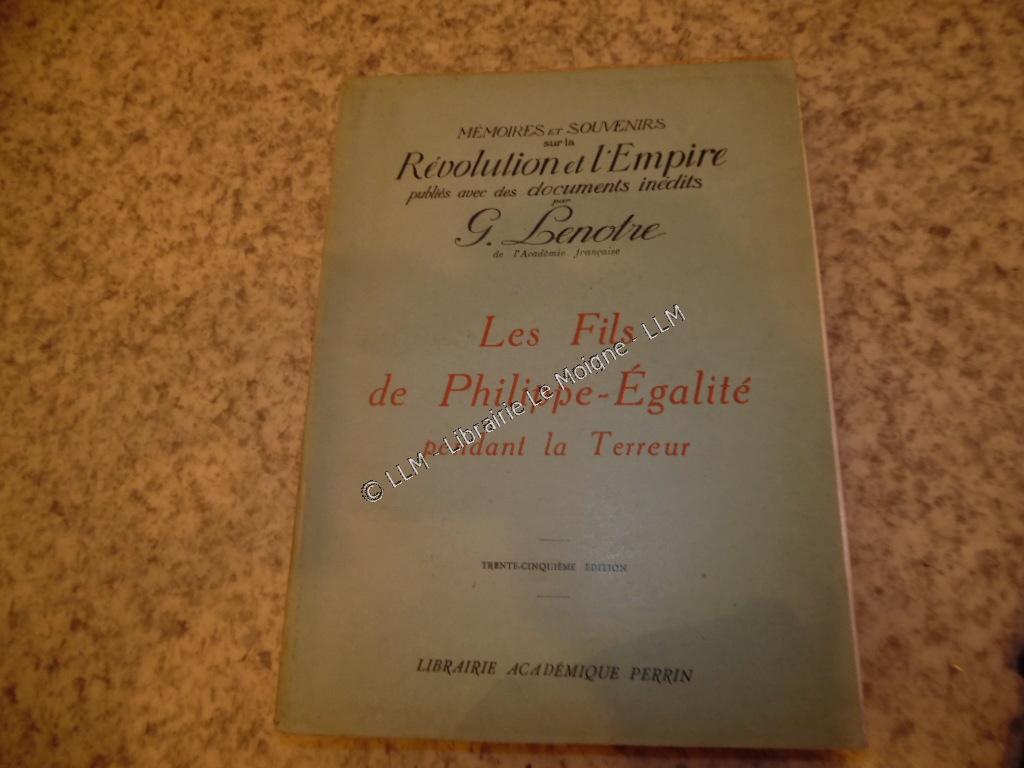 MÉMOIRES ET SOUVENIRS
sur la
Révolution et l'Empire
publiés avec des documents inédits
par
G. Lenotre
de l'Académie française
Les Fils
de Philippe-Égalité
pendant la Terreur
© LLM - Librairie Le Moigne - LLM
TRENTE-CINQUIÈME ÉDITION
LIBRAIRIE ACADÉMIQUE PERRIN